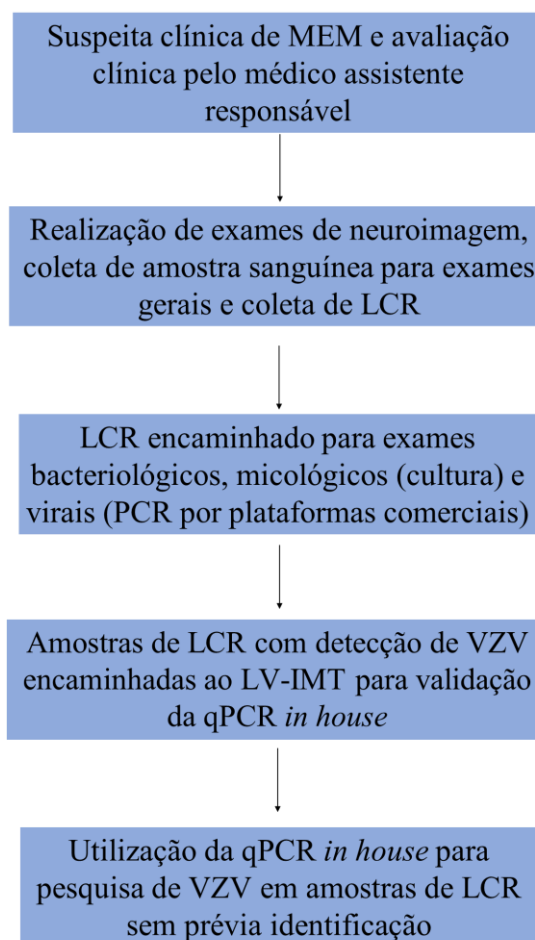 Suspeita clínica de MEM e avaliação
clínica pelo médico assistente
responsável
Realização de exames de neuroimagem,
coleta de amostra sanguínea para exames
gerais e coleta de LCR
LCR encaminhado para exames
bacteriológicos, micológicos (cultura) e
virais (PCR por plataformas comerciais)
Amostras de LCR com detecção de VZV
encaminhadas ao LV-IMT para validação
da qPCR in house
Utilização da qPCR in house para
pesquisa de VZV em amostras de LCR
sem prévia identificação